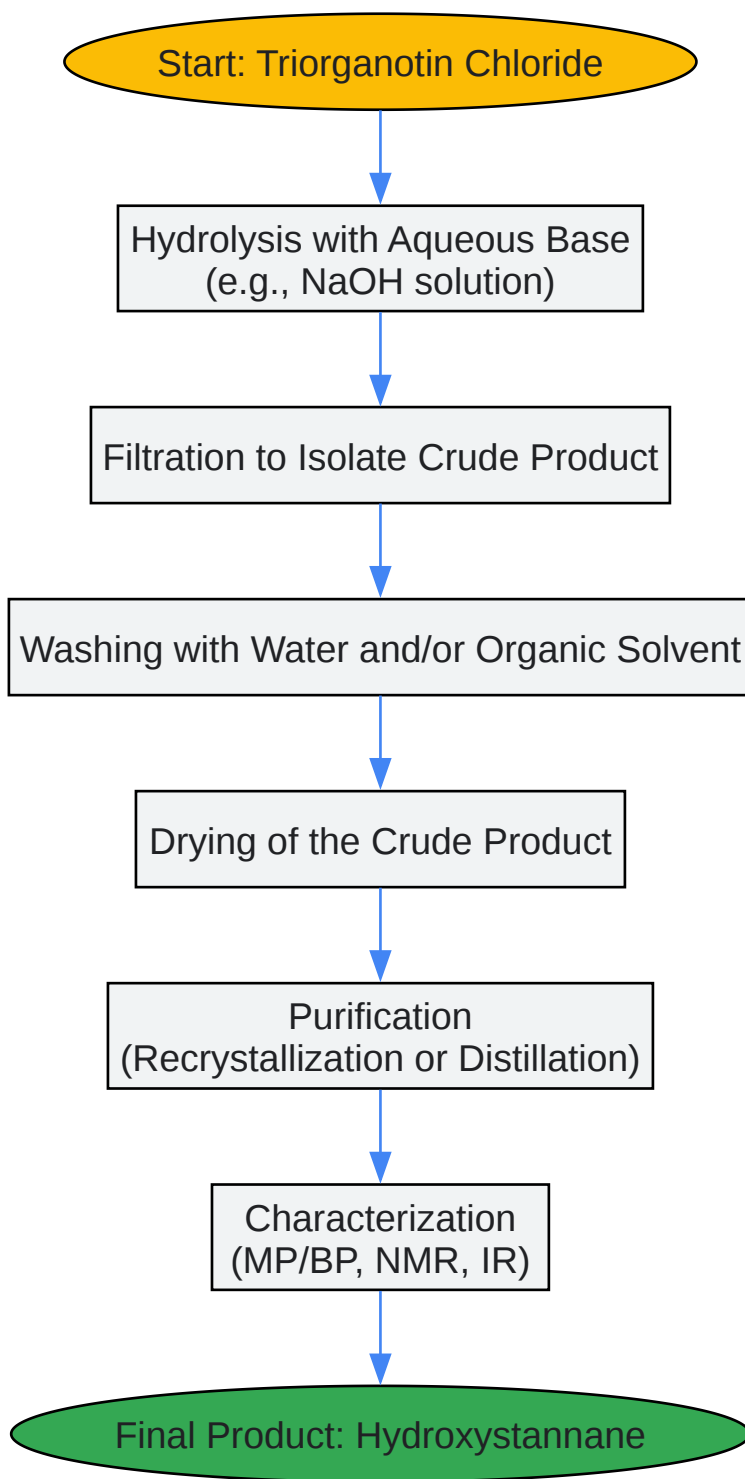 Start: Triorganotin Chloride
Hydrolysis with Aqueous Base
(e.g., NaOH solution)
Filtration to Isolate Crude Product
Washing with Water and/or Organic Solvent
Drying of the Crude Product
Purification
(Recrystallization or Distillation)
Characterization
(MP/BP, NMR, IR)
Final Product: Hydroxystannane